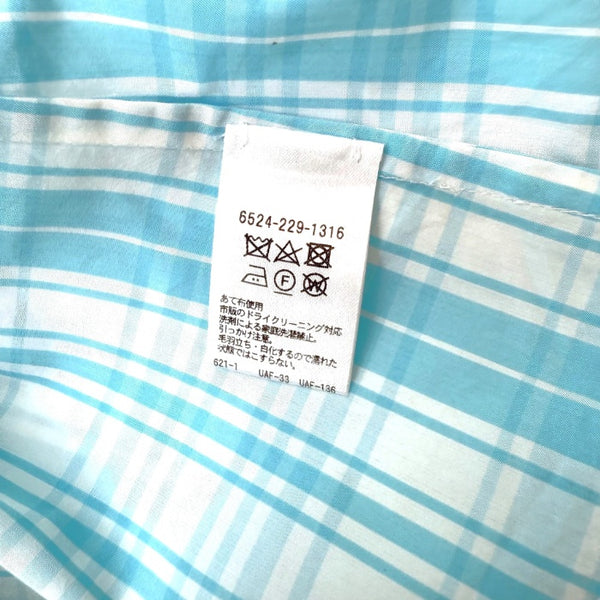 6524-229-1316
F W
あて布使用
市販のドライクリーニング対応
洗剤による家庭洗濯禁止。
引っかけ注意。
毛羽立ち・白化するので濡れた
状態ではこすらない。
621-1 UAF-33 UAF-136